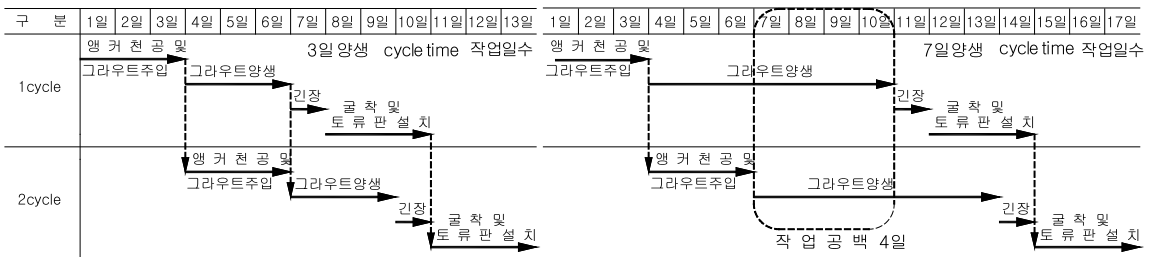 구 분 1일 2일 3일 4일 5일 6일 7일 8일 9일 10일 11일 12일 13일
앵 커 천 공 및 3일양생 cycle time 작업일수
그라우트주입 그라우트양생
1cycle
긴장 굴 착 및
토 류 판 설 치
앵 커 천 공 및
그라우트주입 그라우트양생
2cycle
긴장 굴 착 및
토 류 판 설 치
1일 2일 3일 4일 5일 6일 7일 8일 9일 10일 11일 12일 13일 14일 15일 16일 17일
앵 커 천 공 및 7일양생 cycle time 작업일수
그라우트주입 그라우트양생
긴장 굴 착 및
토 류 판 설 치
앵 커 천 공 및
그라우트주입 그라우트양생
긴장 굴 착 및
토 류 판 설 치
작 업 공 백 4일